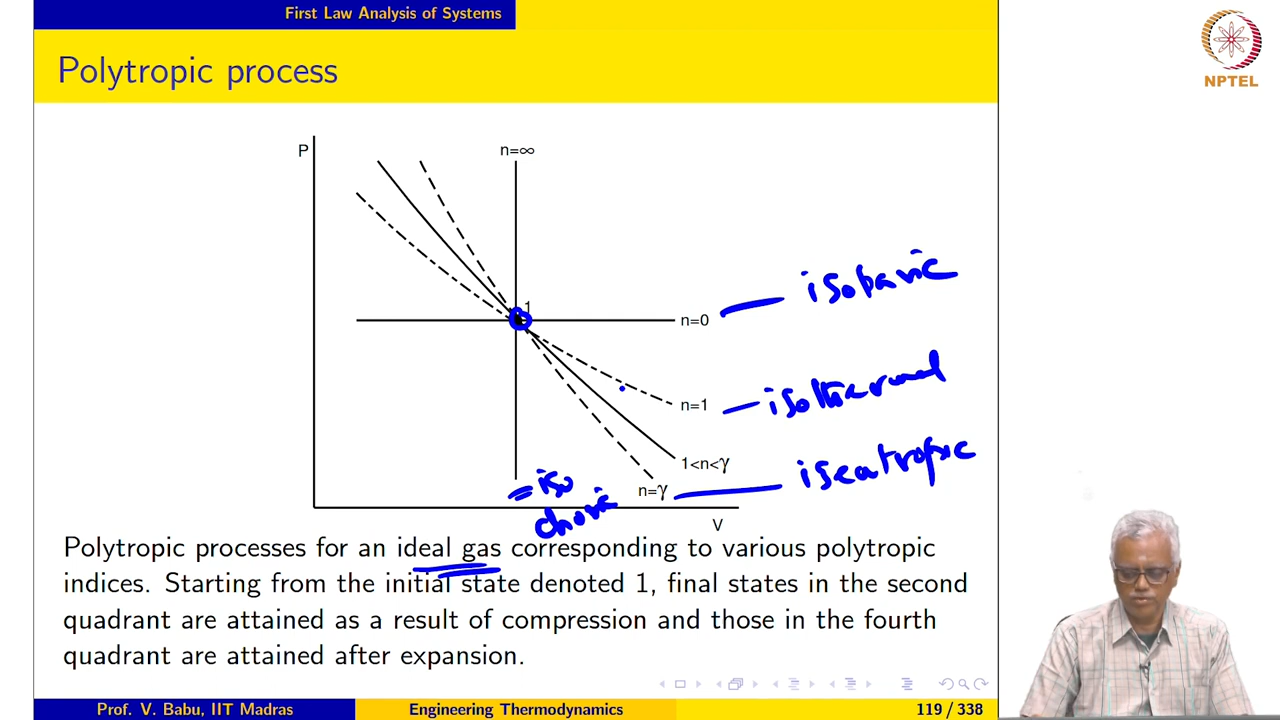 First Law Analysis of Systems
Polytropic process
NPTEL
P
n=∞
1
isobaric
n=0
isothermal
n=1
1<n<γ
isentropic
n=γ
iso
choric
V
Polytropic processes for an ideal gas corresponding to various polytropic
indices. Starting from the initial state denoted 1, final states in the second
quadrant are attained as a result of compression and those in the fourth
quadrant are attained after expansion.
Prof. V. Babu, IIT Madras
Engineering Thermodynamics
119 / 338